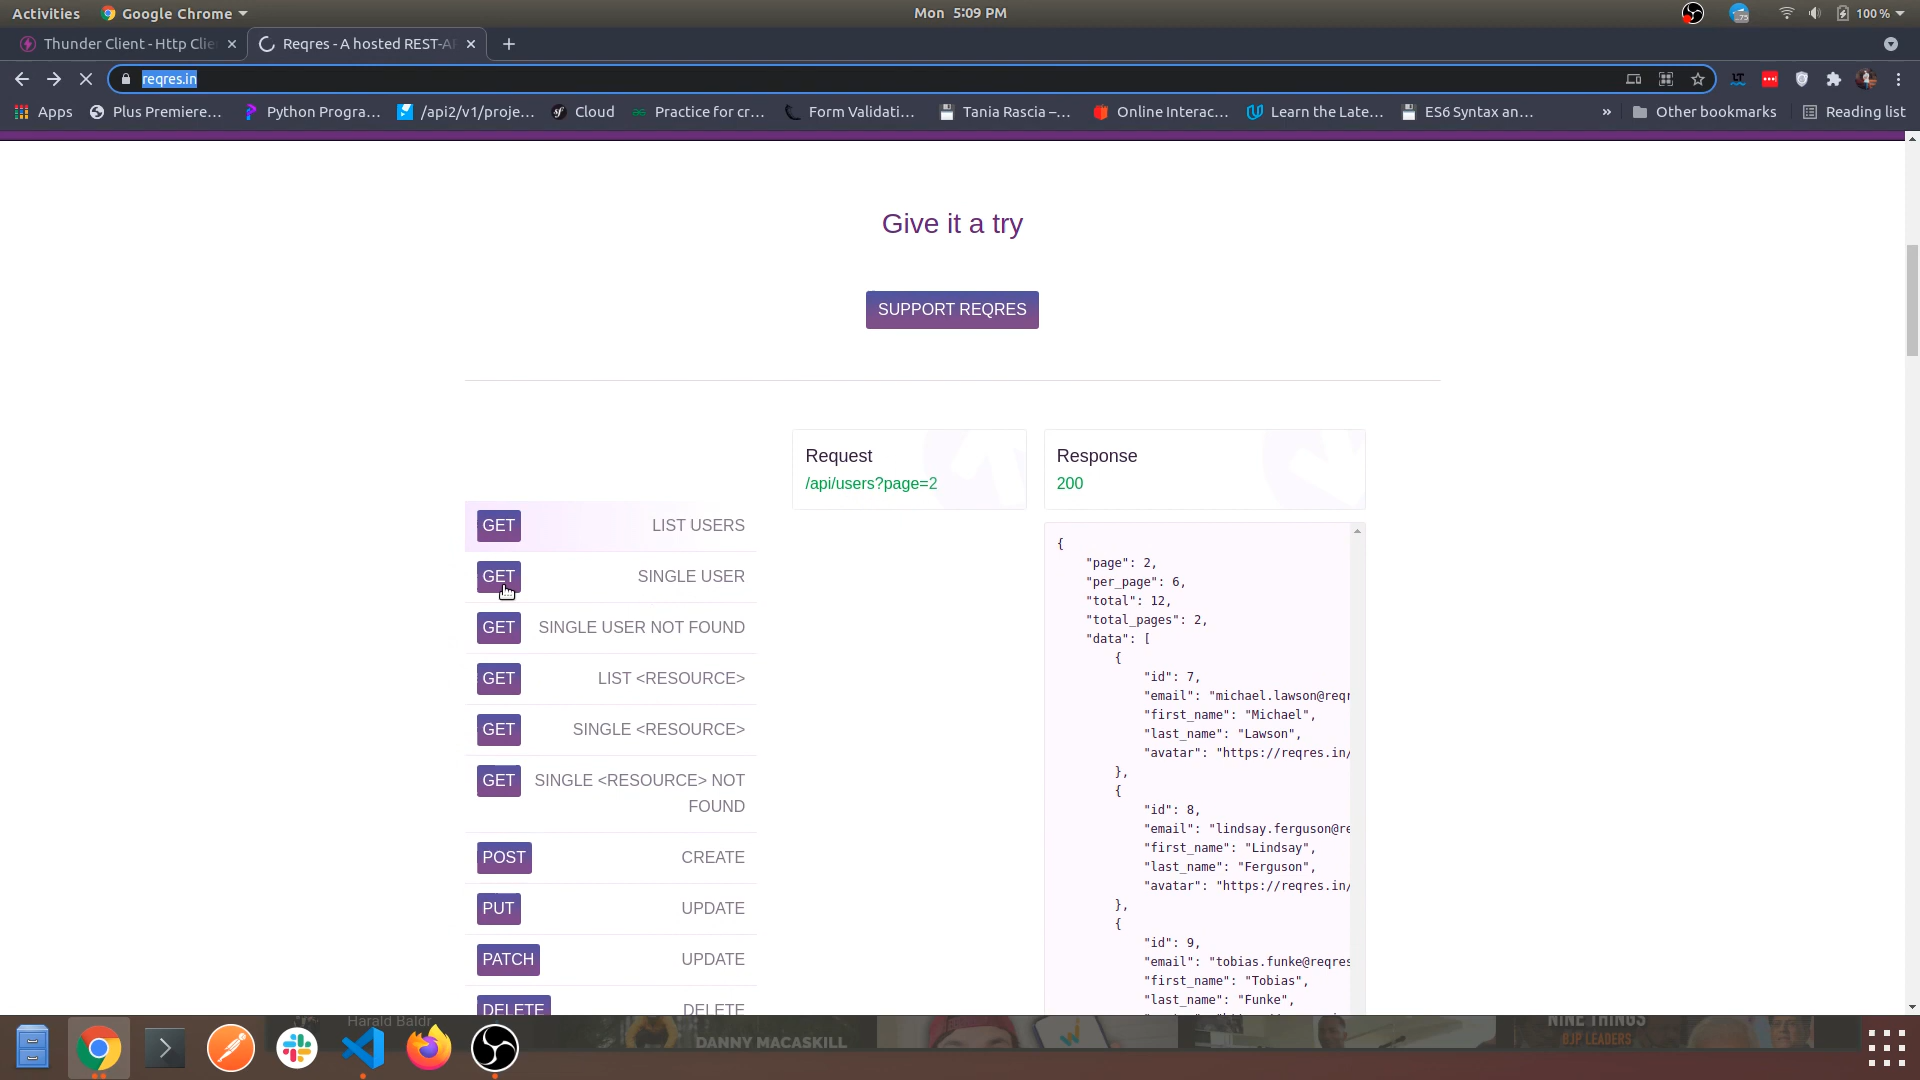 Activities
Google Chrome
Mon 5:09 PM
75
100 %
Thunder Client - Http Clie
Reqres - A hosted REST-A
reqres.in
Apps
Plus Premiere...
Python Progra...
/api2/v1/proje...
Cloud
Practice for cr...
Form Validati...
Tania Rascia –...
Online Interac...
Learn the Late...
ES6 Syntax an...
»
Other bookmarks
Reading list
Give it a try
SUPPORT REQRES
Request
/api/users?page=2
Response
200
GET LIST USERS
GET SINGLE USER
GET SINGLE USER NOT FOUND
GET LIST <RESOURCE>
GET SINGLE <RESOURCE>
GET SINGLE <RESOURCE> NOT
FOUND
POST CREATE
PUT UPDATE
PATCH UPDATE
DELETE DELETE
{
"page": 2,
"per_page": 6,
"total": 12,
"total_pages": 2,
"data": [
{
"id": 7,
"email": "michael.lawson@reqr
"first_name": "Michael",
"last_name": "Lawson",
"avatar": "https://reqres.in/
},
{
"id": 8,
"email": "lindsay.ferguson@re
"first_name": "Lindsay",
"last_name": "Ferguson",
"avatar": "https://reqres.in/
},
{
"id": 9,
"email": "tobias.funke@reqres
"first_name": "Tobias",
"last_name": "Funke",
Harald Baldr
DANNY MACASKILL
NINE THINGS
BJP LEADERS